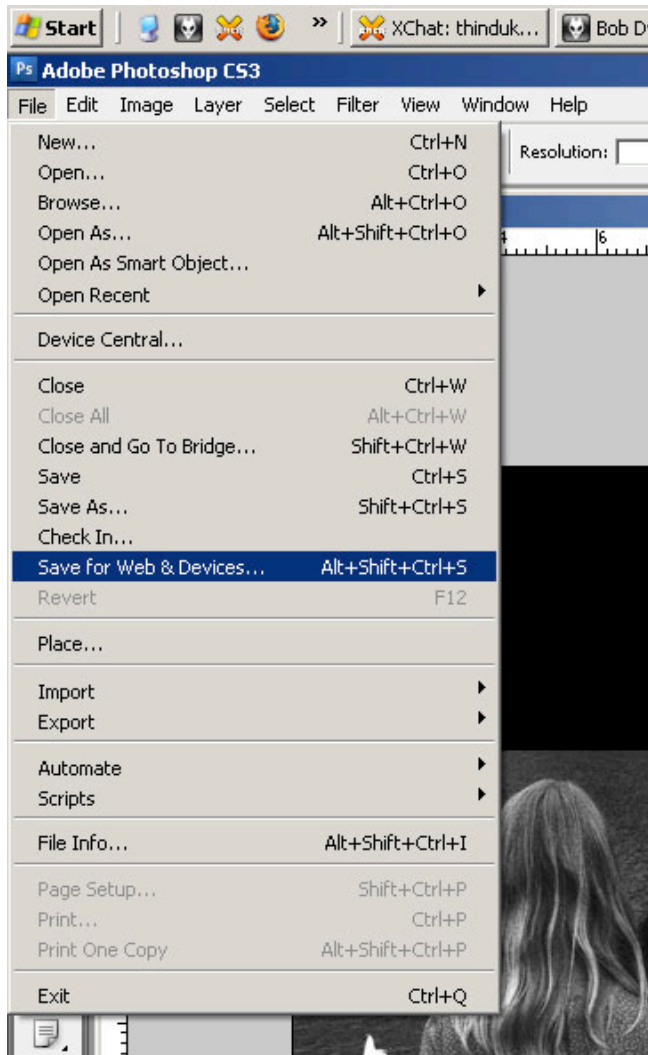 Start » XChat: thinduk... Bob D
Ps Adobe Photoshop CS3
File Edit Image Layer Select Filter View Window Help
New... Ctrl+N
Resolution:
Open... Ctrl+O
Browse... Alt+Ctrl+O
Open As... Alt+Shift+Ctrl+O
4 6
Open As Smart Object...
Open Recent
Device Central...
Close Ctrl+W
Close All Alt+Ctrl+W
Close and Go To Bridge... Shift+Ctrl+W
Save Ctrl+S
Save As... Shift+Ctrl+S
Check In...
Save for Web & Devices... Alt+Shift+Ctrl+S
Revert F12
Place...
Import
Export
Automate
Scripts
File Info... Alt+Shift+Ctrl+I
Page Setup... Shift+Ctrl+P
Print... Ctrl+P
Print One Copy Alt+Shift+Ctrl+P
Exit Ctrl+Q